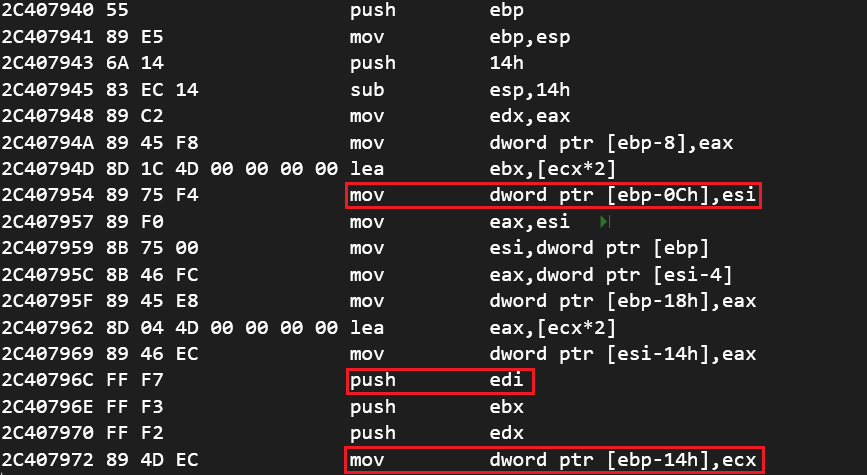 2C407940 55 push ebp
2C407941 89 E5 mov ebp,esp
2C407943 6A 14 push 14h
2C407945 83 EC 14 sub esp,14h
2C407948 89 C2 mov edx,eax
2C40794A 89 45 F8 mov dword ptr [ebp-8],eax
2C40794D 8D 1C 4D 00 00 00 00 lea ebx,[ecx*2]
2C407954 89 75 F4 mov dword ptr [ebp-0Ch],esi
2C407957 89 F0 mov eax,esi
2C407959 8B 75 00 mov esi,dword ptr [ebp]
2C40795C 8B 46 FC mov eax,dword ptr [esi-4]
2C40795F 89 45 E8 mov dword ptr [ebp-18h],eax
2C407962 8D 04 4D 00 00 00 00 lea eax,[ecx*2]
2C407969 89 46 EC mov dword ptr [esi-14h],eax
2C40796C FF F7 push edi
2C40796E FF F3 push ebx
2C407970 FF F2 push edx
2C407972 89 4D EC mov dword ptr [ebp-14h],ecx